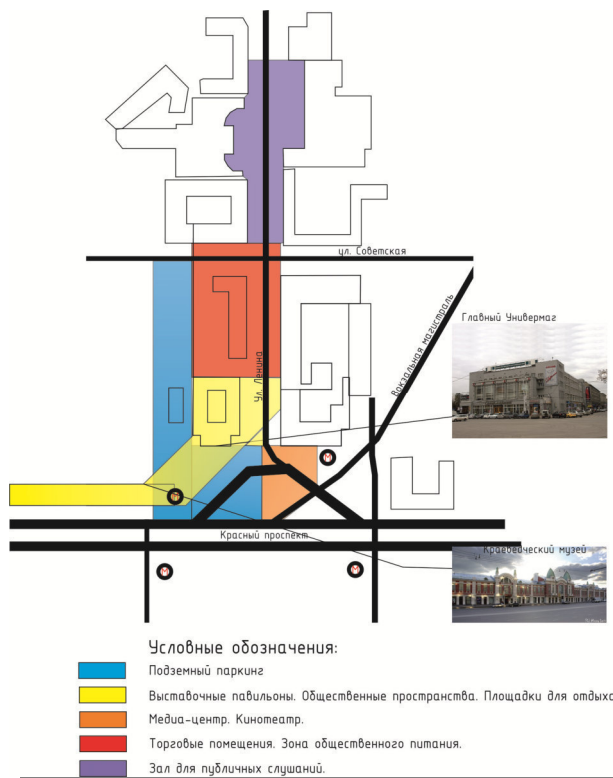 ул. Советская
Вокзальная магистраль
Главный Универмаг
Ул. Ленина
М
М
Красный проспект
Краеведческий музей
М
М
Условные обозначения:
Подземный паркинг
Выставочные павильоны. Общественные пространства. Площадки для отдыха
Медиа-центр. Кинотеатр.
Торговые помещения. Зона общественного питания.
Зал для публичных слушаний.